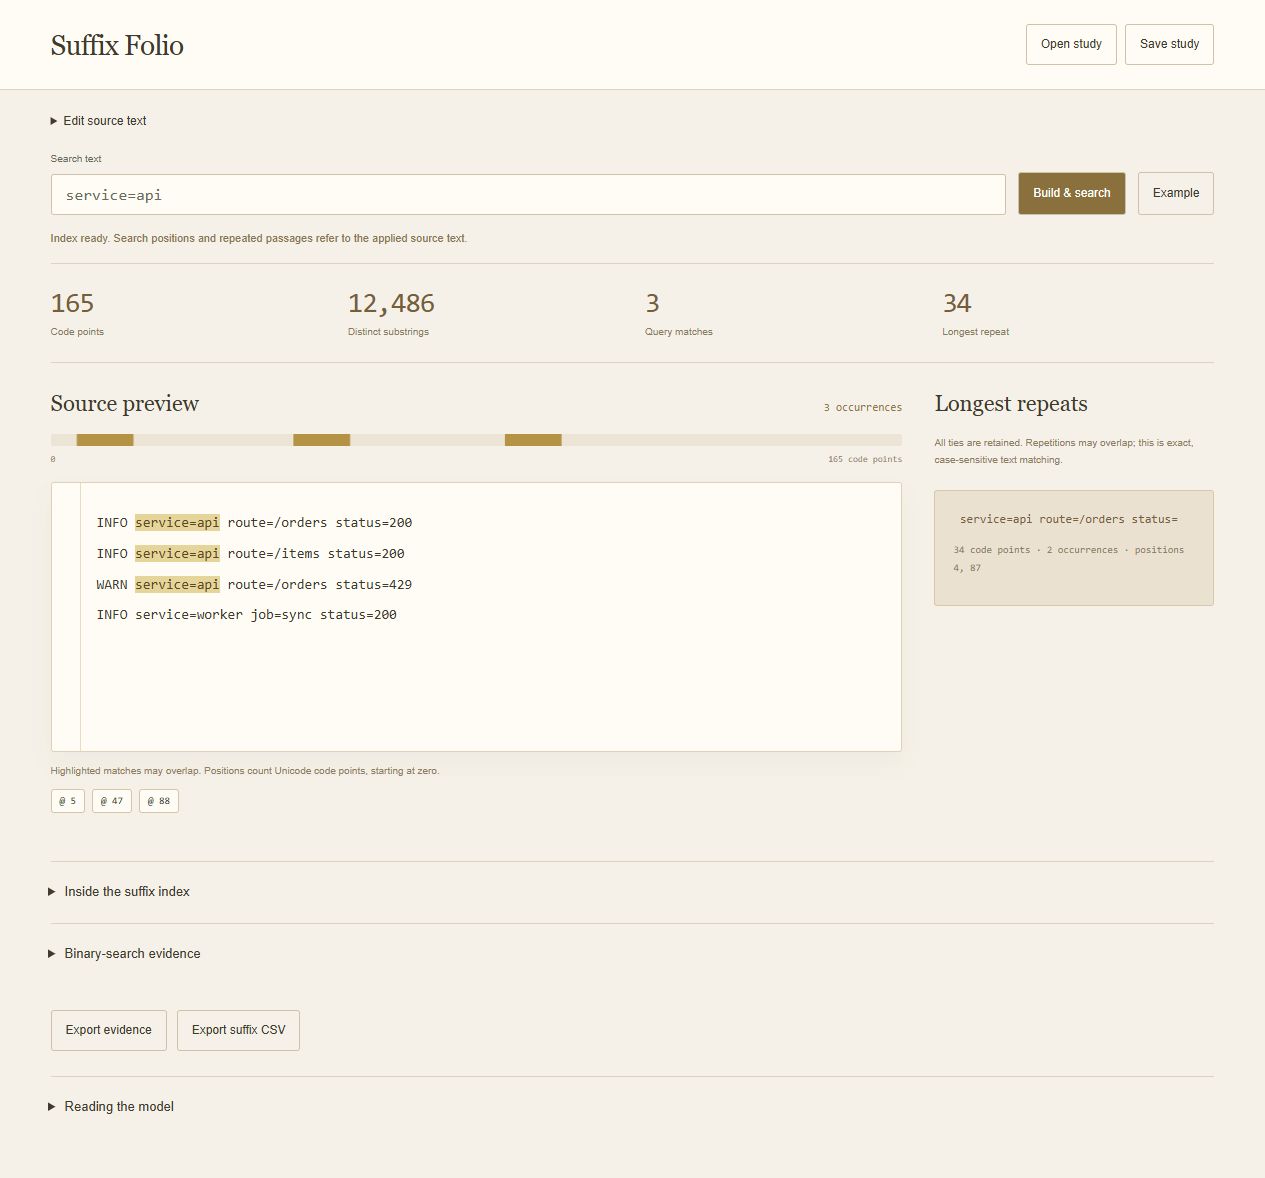 Suffix Folio
Open study
Save study
Edit source text
Search text
service=api
Build & search
Example
Index ready. Search positions and repeated passages refer to the applied source text.
165
12,486
3
34
Code points
Distinct substrings
Query matches
Longest repeat
Source preview
3 occurrences
0
165 code points
INFO service=api route=/orders status=200
INFO service=api route=/items status=200
WARN service=api route=/orders status=429
INFO service=worker job=sync status=200
Highlighted matches may overlap. Positions count Unicode code points, starting at zero.
@ 5
@ 47
@ 88
Longest repeats
All ties are retained. Repetitions may overlap; this is exact,
case-sensitive text matching.
service=api route=/orders status=
34 code points · 2 occurrences · positions
4, 87
Inside the suffix index
Binary-search evidence
Export evidence
Export suffix CSV
Reading the model